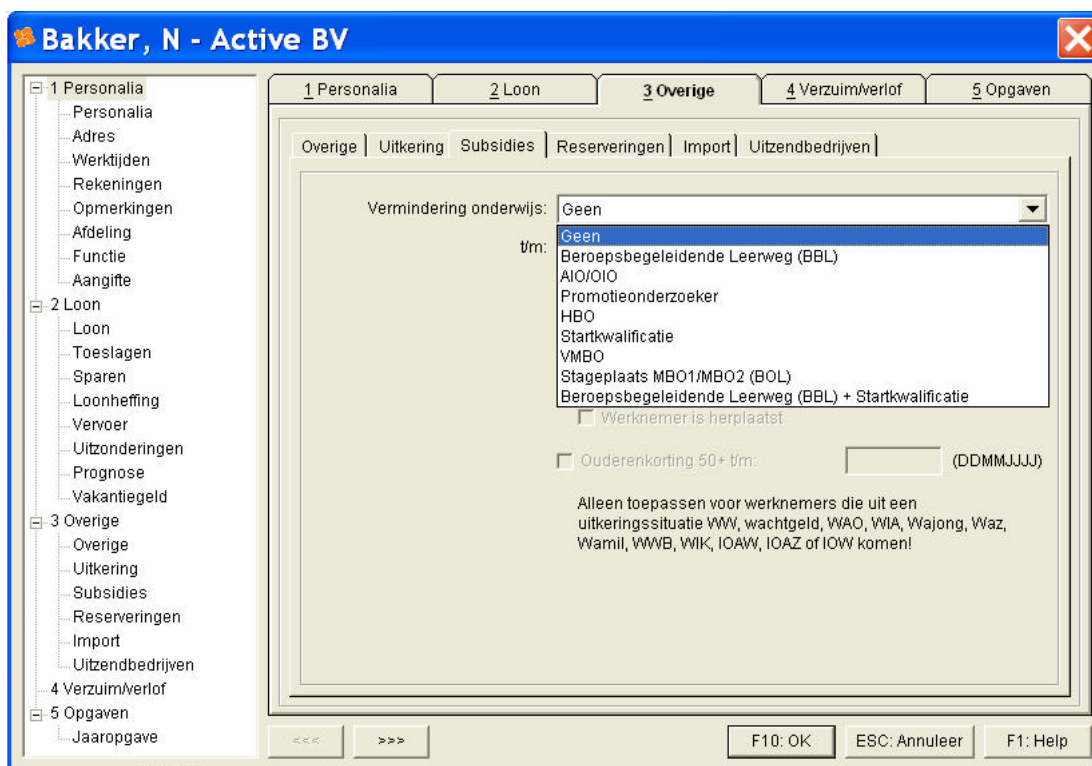 Bakker, N - Active BV
1 Personalia
Personalia
Adres
Werktijden
Rekeningen
Opmerkingen
Afdeling
Functie
Aangifte
2 Loon
Loon
Toeslagen
Sparen
Loonheffing
Vervoer
Uitzonderingen
Prognose
Vakantiegeld
3 Overige
Overige
Uitkering
Subsidies
Reserveringen
Import
Uitzendbedrijven
4 Verzuim/verlof
5 Opgaven
Jaaropgave
1 Personalia 2 Loon 3 Overige 4 Verzuim/verlof 5 Opgaven
Overige Uitkering Subsidies Reserveringen Import Uitzendbedrijven
Vermindering onderwijs: Geen
t/m:
Geen
Beroepsbegeleidende Leerweg (BBL)
AIO/OIO
Promotieonderzoeker
HBO
Startkwalificatie
VMBO
Stageplaats MBO1/MBO2 (BOL)
Beroepsbegeleidende Leerweg (BBL) + Startkwalificatie
Werknemer is herplaatst
Ouderenkorting 50+ t/m: (DDMMJJJJ)
Alleen toepassen voor werknemers die uit een
uitkeringssituatie WW, wachtgeld, WAO, WIA, Wajong, Waz,
Wamil, WWB, WIK, IOAW, IOAZ of IOW komen!
<<< >>> F10: OK ESC: Annuleer F1: Help